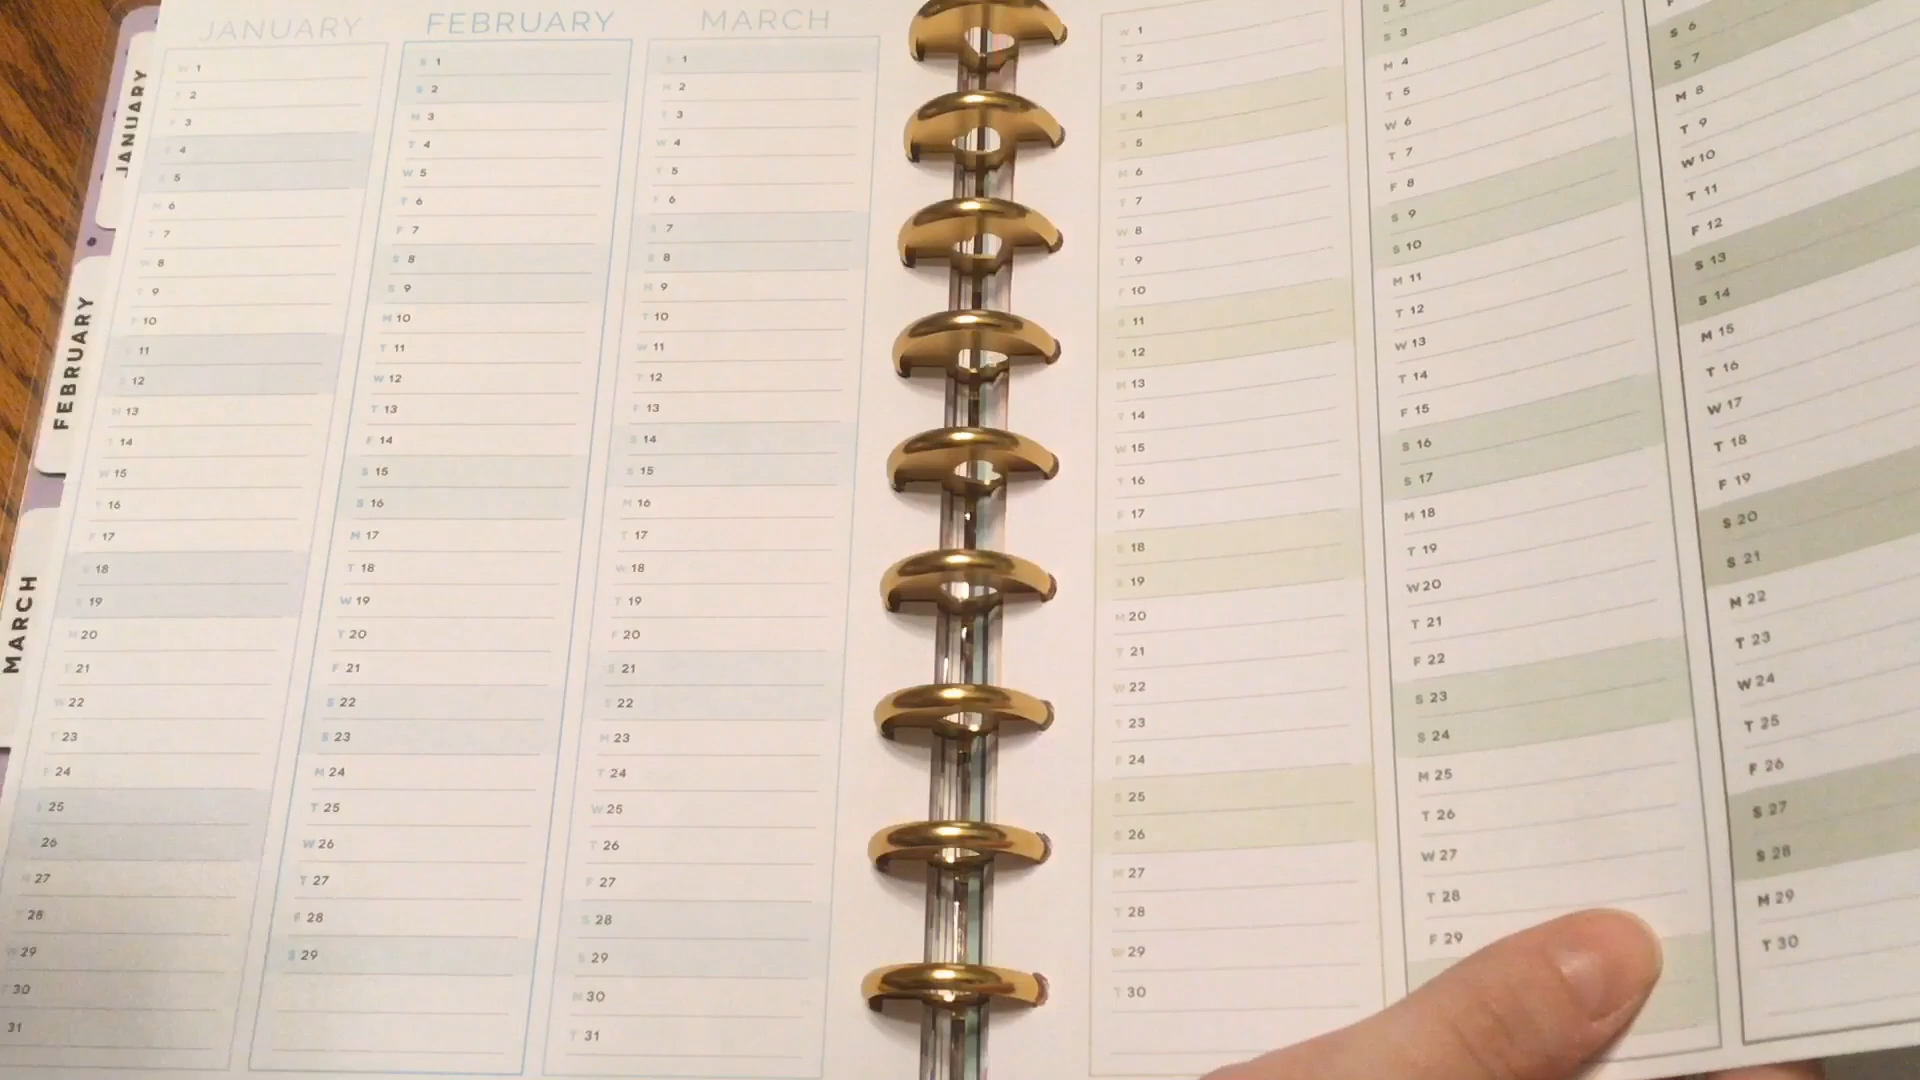 JANUARY
FEBRUARY
MARCH
JANUARY
W 1
2
3
4
5
M 6
T 7
W 8
T 9
F 10
11
12
M 13
14
W 15
16
F 17
18
19
M 20
21
W 22
T 23
F 24
25
26
M 27
28
W 29
30
31
FEBRUARY
S 1
S 2
M 3
T 4
W 5
T 6
F 7
S 8
S 9
M 10
T 11
W 12
T 13
F 14
S 15
S 16
M 17
T 18
W 19
T 20
F 21
S 22
S 23
M 24
T 25
W 26
T 27
F 28
S 29
MARCH
S 1
M 2
T 3
W 4
T 5
F 6
S 7
S 8
M 9
T 10
W 11
T 12
F 13
S 14
S 15
M 16
T 17
W 18
T 19
F 20
S 21
S 22
M 23
T 24
W 25
T 26
F 27
S 28
S 29
M 30
T 31
W 1
T 2
F 3
S 4
S 5
M 6
T 7
W 8
T 9
F 10
S 11
S 12
M 13
T 14
W 15
T 16
F 17
S 18
S 19
M 20
T 21
W 22
T 23
F 24
S 25
S 26
M 27
T 28
W 29
T 30
S 2
S 3
M 4
T 5
W 6
T 7
F 8
S 9
S 10
M 11
T 12
W 13
T 14
F 15
S 16
S 17
M 18
T 19
W 20
T 21
F 22
S 23
S 24
M 25
T 26
W 27
T 28
F 29
S 6
S 7
M 8
T 9
W 10
T 11
F 12
S 13
S 14
M 15
T 16
W 17
T 18
F 19
S 20
S 21
M 22
T 23
W 24
T 25
F 26
S 27
S 28
M 29
T 30